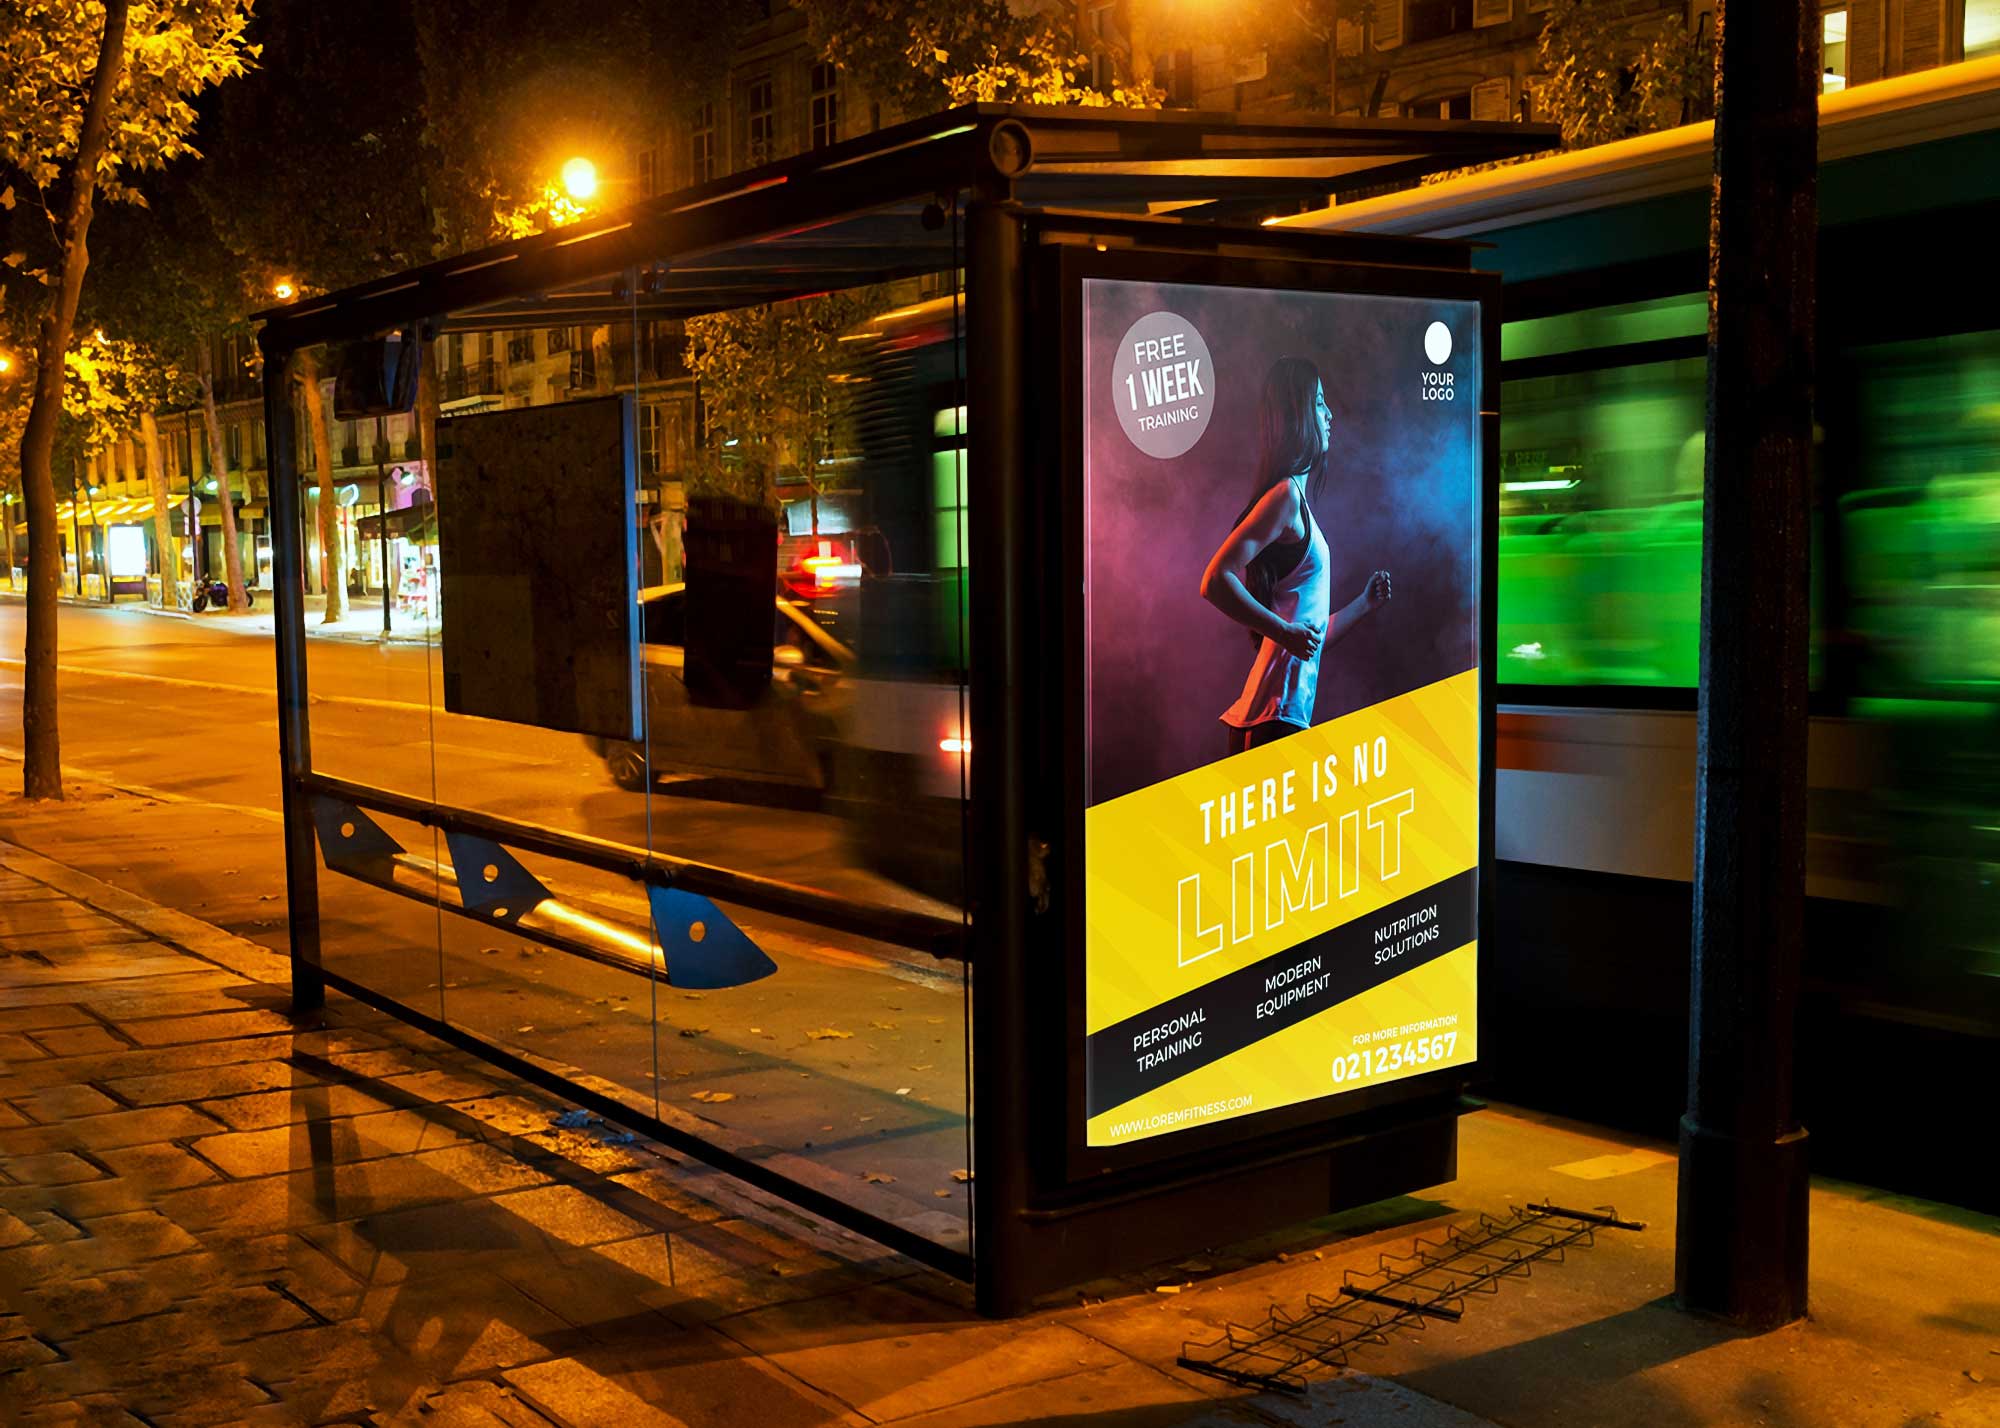 FREE
1 WEEK
TRAINING
YOUR
LOGO
THERE IS NO
LIMIT
PERSONAL
TRAINING
MODERN
EQUIPMENT
NUTRITION
SOLUTIONS
FOR MORE INFORMATION
021234567
WWW.LOREMFITNESS.COM